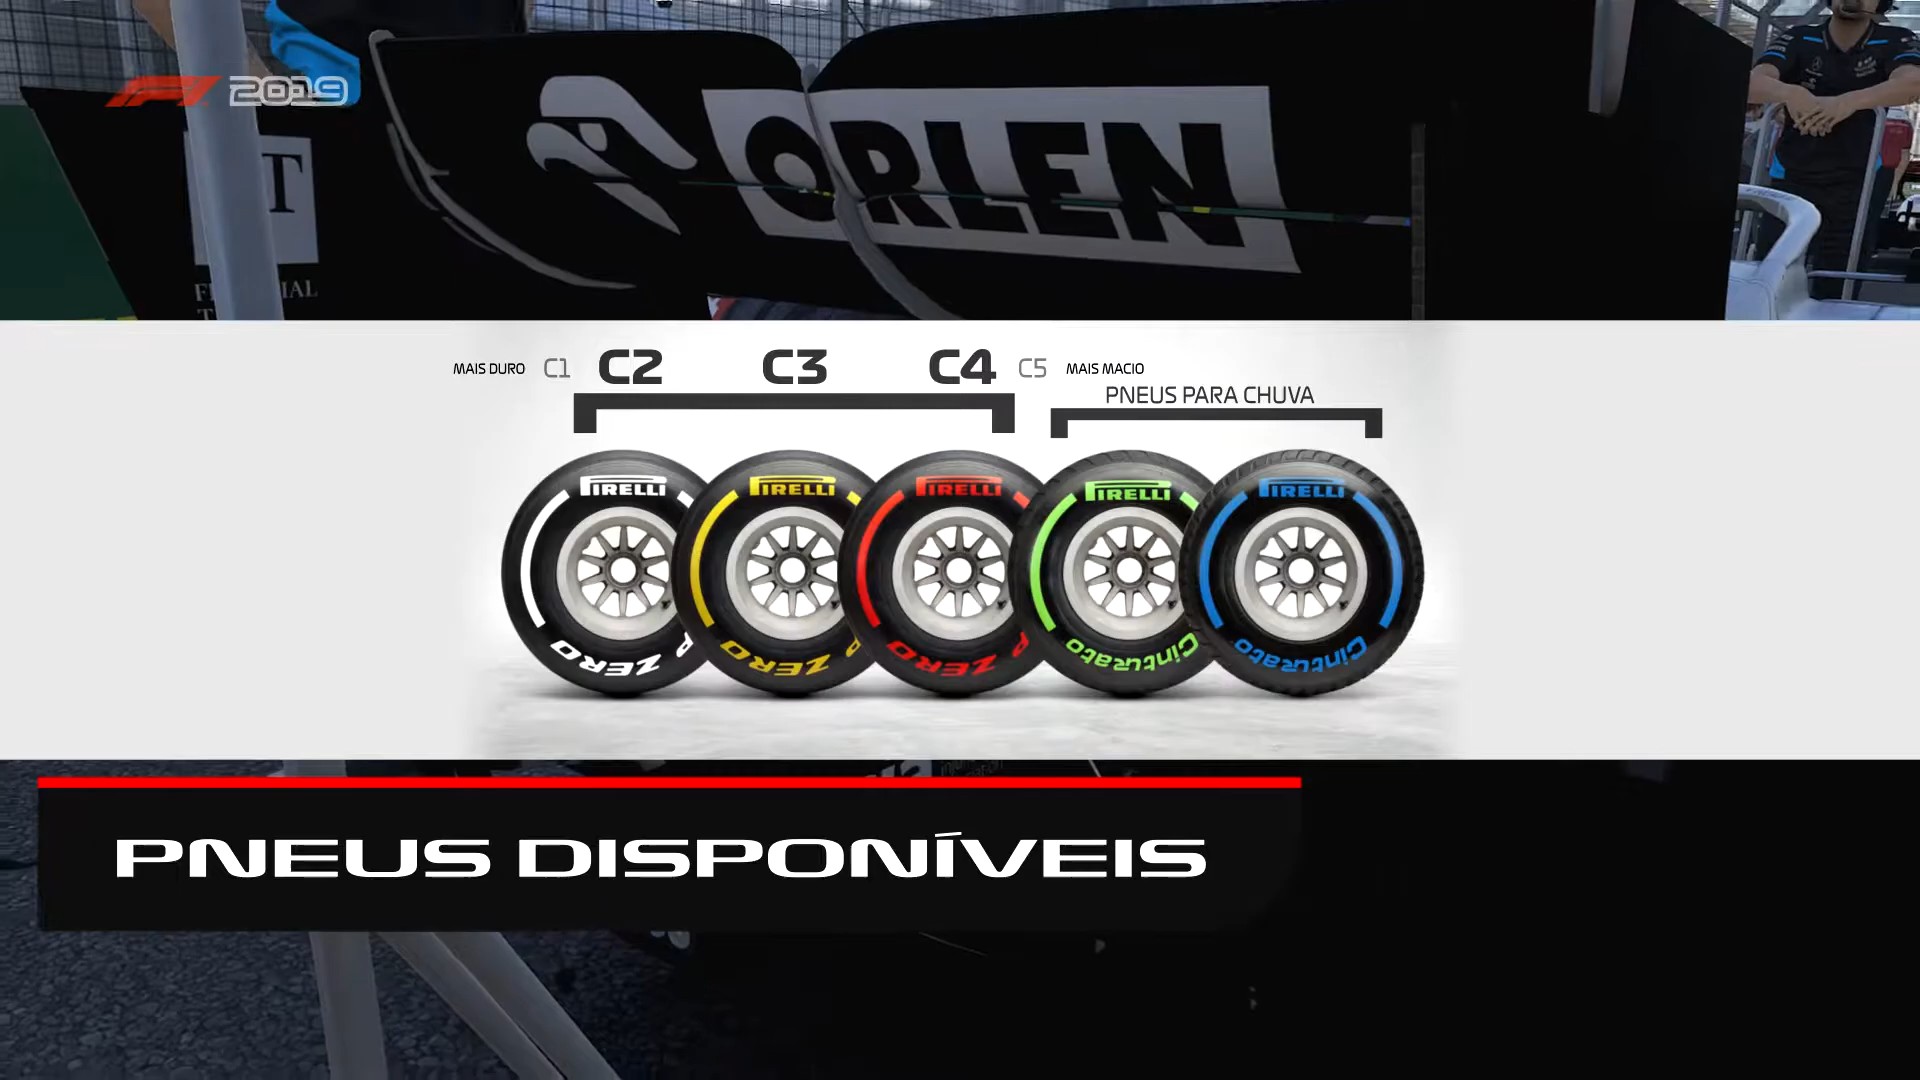 F1 2019
ORLEN
MAIS DURO C1 C2 C3 C4 C5 MAIS MACIO
PNEUS PARA CHUVA
PIRELLI PIRELLI PIRELLI PIRELLI PIRELLI
P ZERO P ZERO P ZERO Cinturato Cinturato
PNEUS DISPONÍVEIS